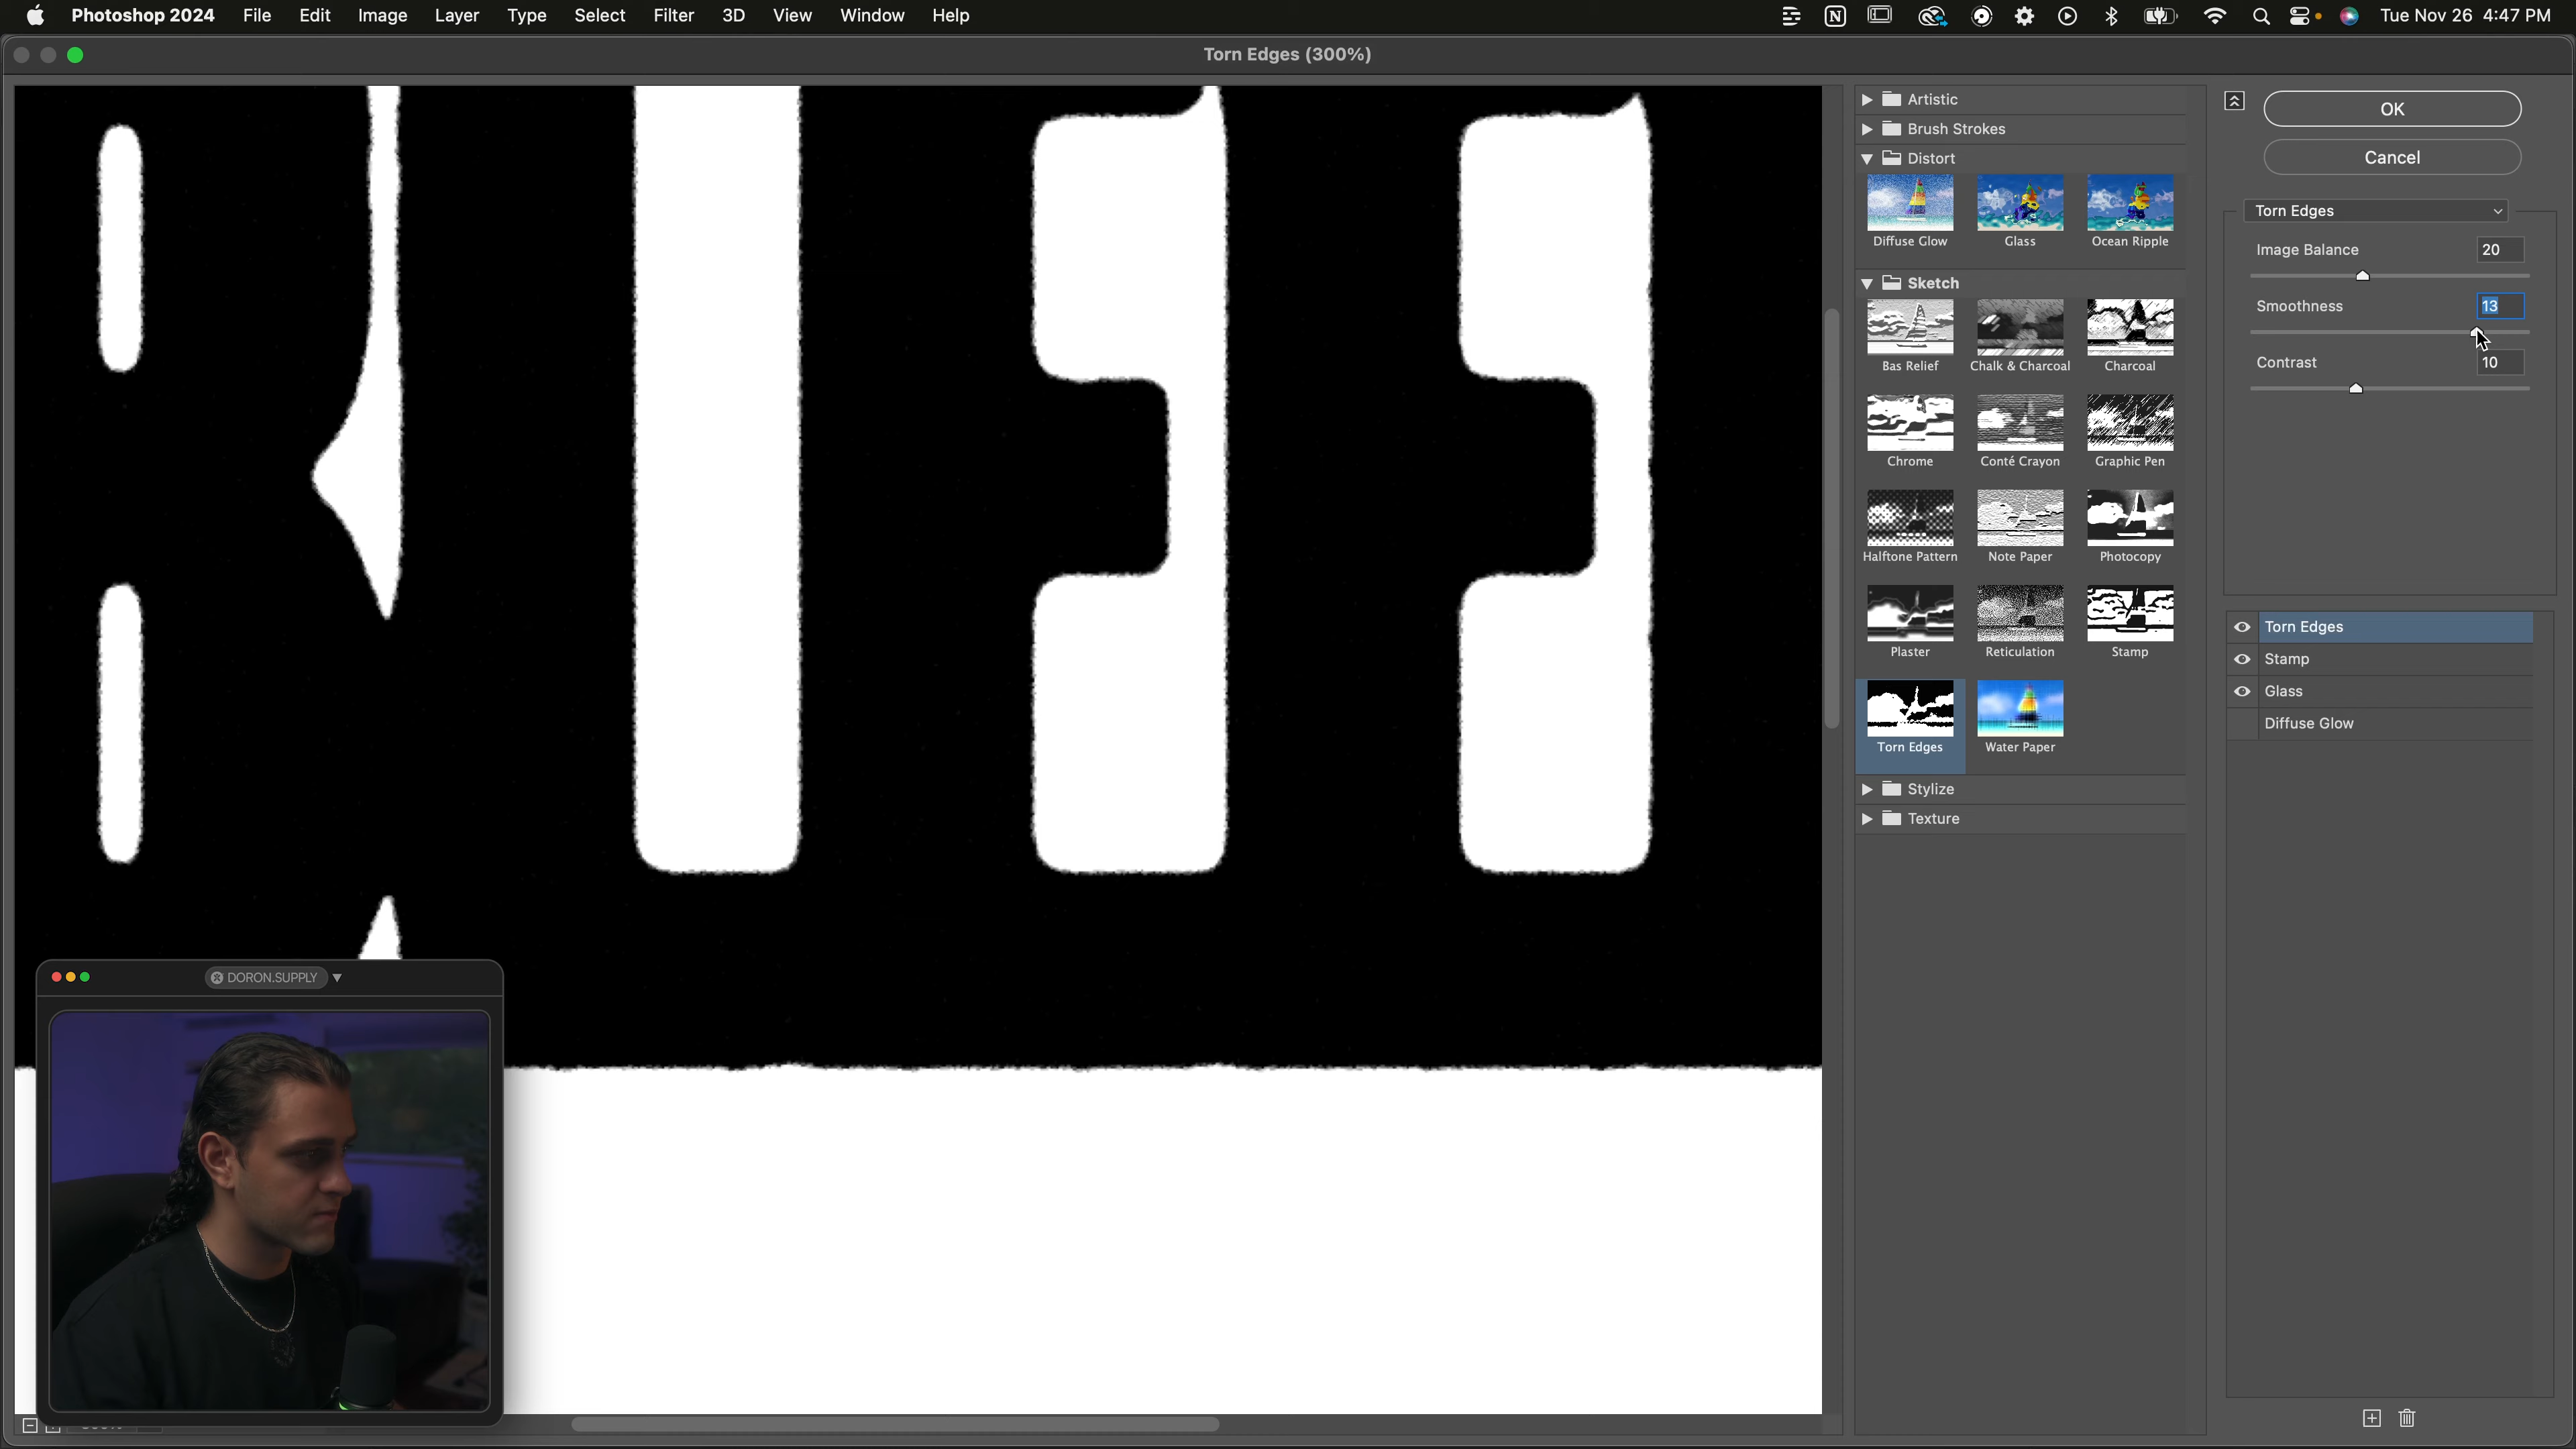 Photoshop 2024 File Edit Image Layer Type Select Filter 3D View Window Help Tue Nov 26 4:47 PM
Torn Edges (300%)
Artistic
Brush Strokes
Distort
Diffuse Glow Glass Ocean Ripple
Sketch
Bas Relief Chalk & Charcoal Charcoal
Chrome Conté Crayon Graphic Pen
Halftone Pattern Note Paper Photocopy
Plaster Reticulation Stamp
Torn Edges Water Paper
Stylize
Texture
OK
Cancel
Torn Edges
Image Balance 20
Smoothness 13
Contrast 10
Torn Edges
Stamp
Glass
Diffuse Glow
DORON.SUPPLY